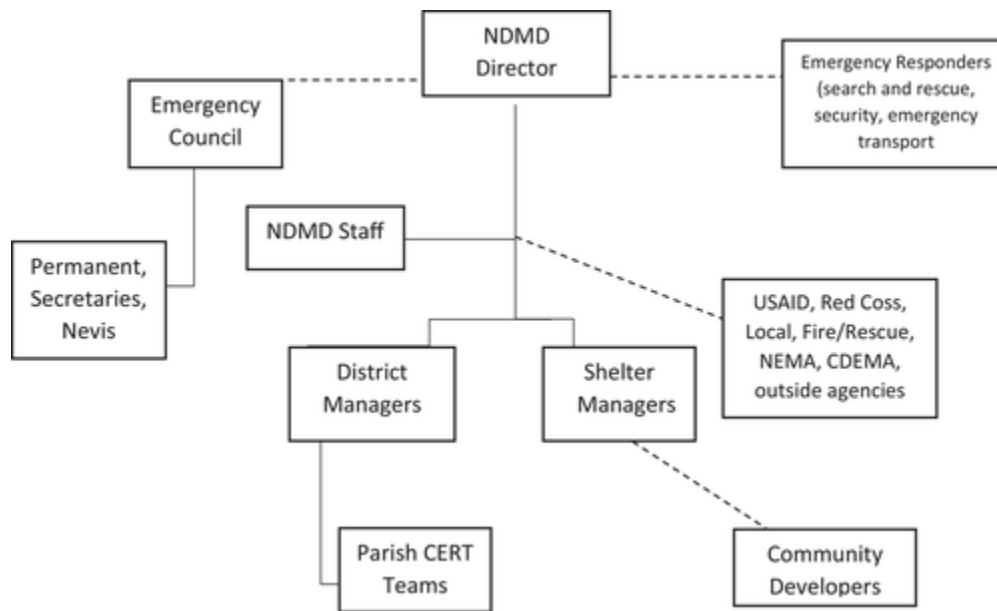 NDMD
Director
Emergency Responders
(search and rescue,
security, emergency
transport
Emergency
Council
NDMD Staff
Permanent,
Secretaries,
Nevis
USAID, Red Coss,
Local, Fire/Rescue,
NEMA, CDEMA,
outside agencies
District
Managers
Shelter
Managers
Parish CERT
Teams
Community
Developers